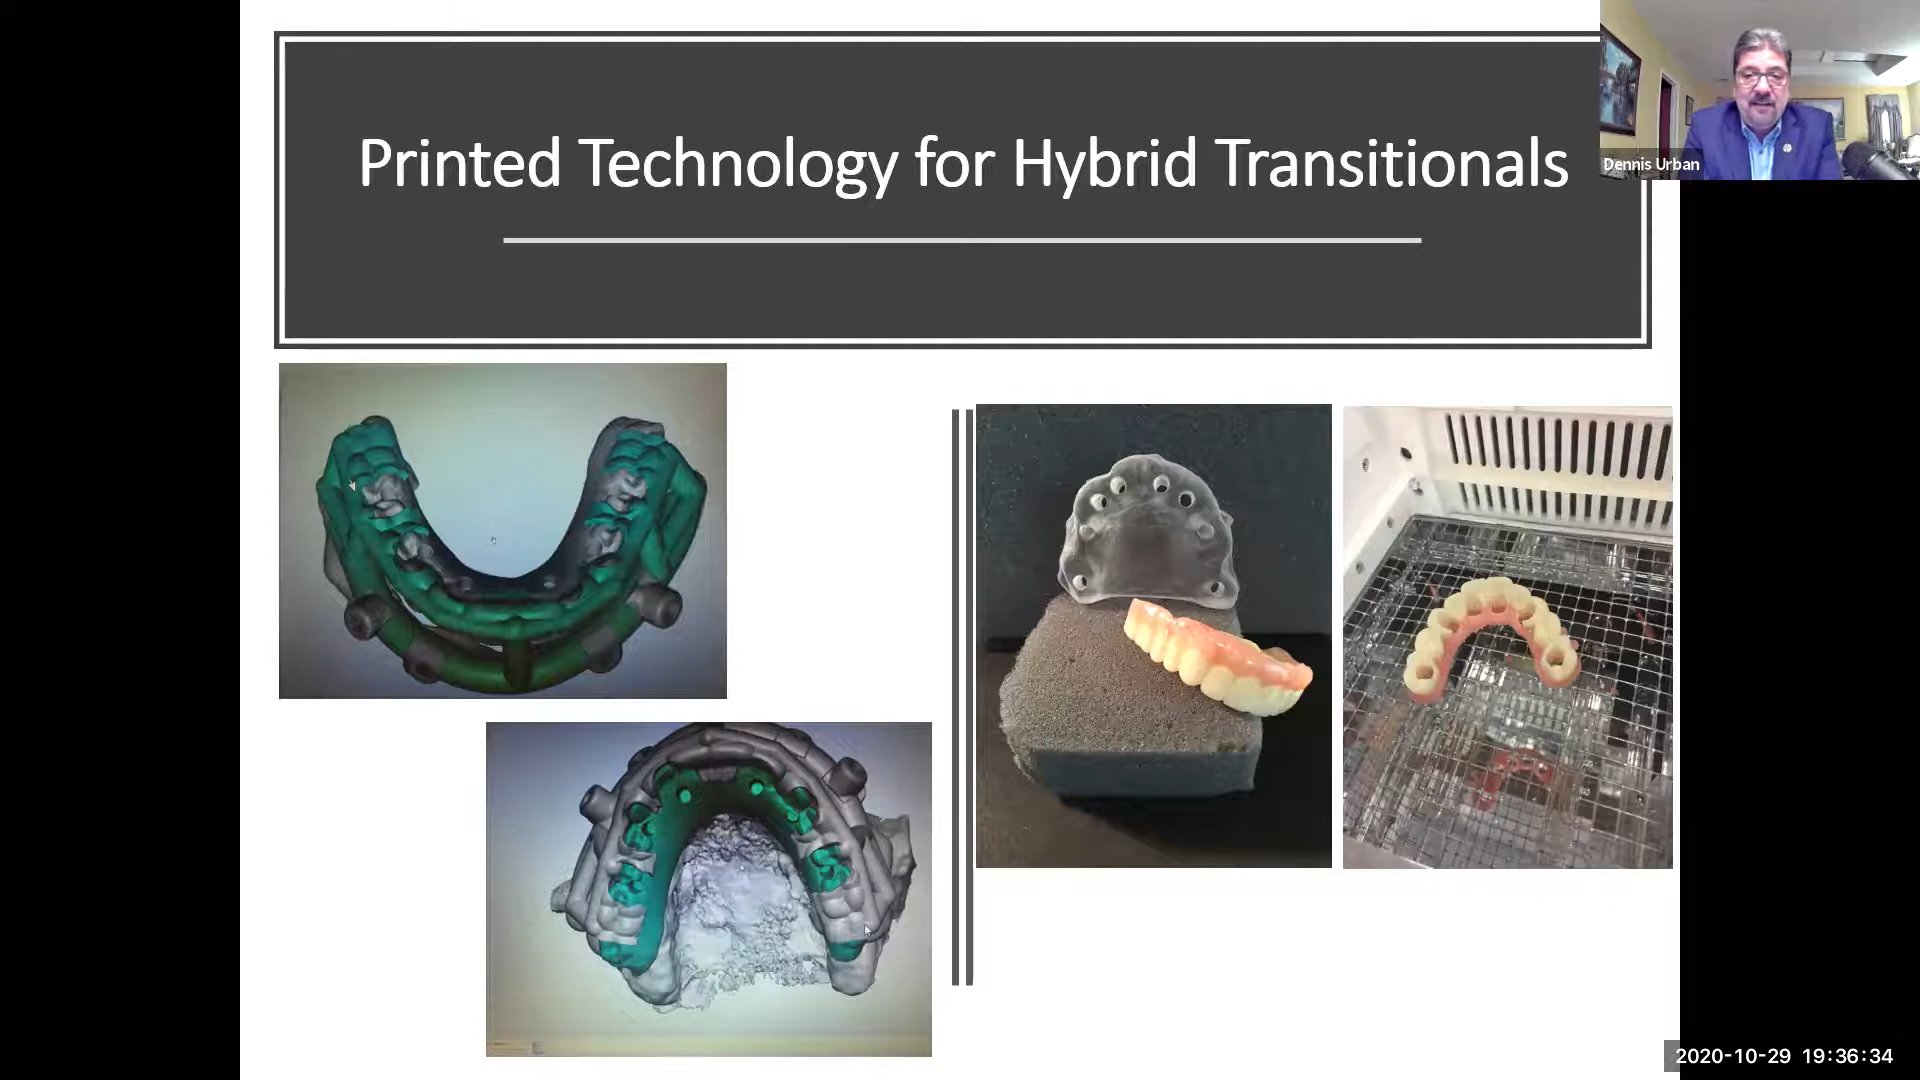 Printed Technology for Hybrid Transitionals
Dennis Urban
2020-10-29 19:36:34